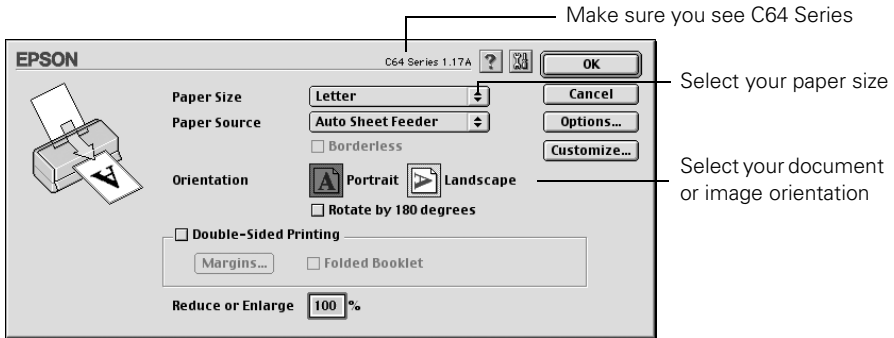 Make sure you see C64 Series
EPSON
C64 Series 1.17A
?
OK
Paper Size
Letter
Cancel
Select your paper size
Paper Source
Auto Sheet Feeder
Options...
Borderless
Customize...
Orientation
A
Portrait
A
Landscape
Select your document
or image orientation
Rotate by 180 degrees
A
Double-Sided Printing
Margins...
Folded Booklet
Reduce or Enlarge
100 %